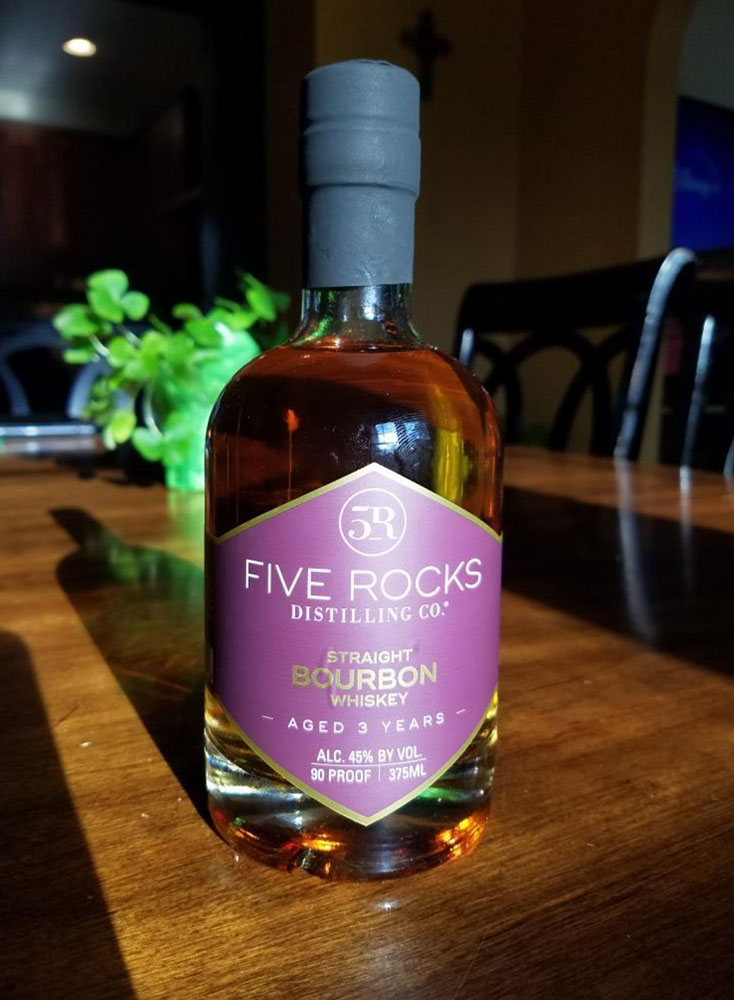 5R
FIVE ROCKS
DISTILLING CO.®
STRAIGHT
BOURBON
WHISKEY
— AGED 3 YEARS —
ALC. 45% BY VOL.
90 PROOF | 375ML